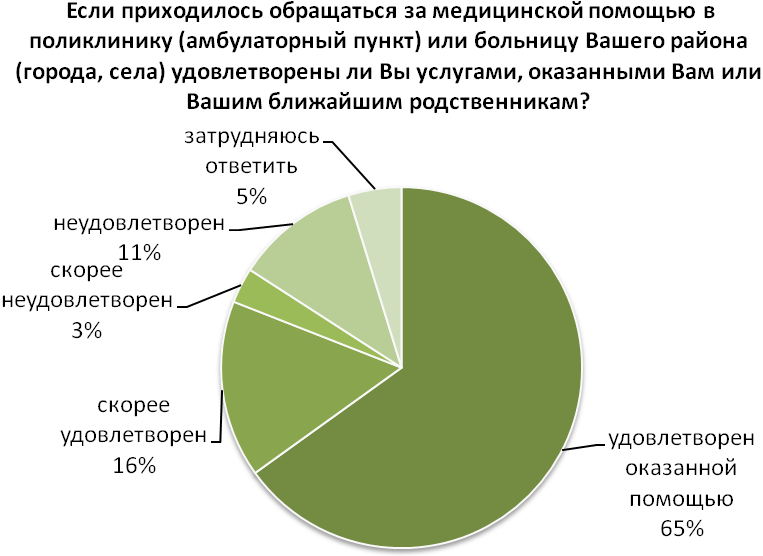 Если приходилось обращаться за медицинской помощью в
поликлинику (амбулаторный пункт) или больницу Вашего района
(города, села) удовлетворены ли Вы услугами, оказанными Вам или
Вашим ближайшим родственникам?
затрудняюсь
ответить
5%
неудовлетворен
11%
скорее
неудовлетворен
3%
скорее
удовлетворен
16%
удовлетворен
оказанной
помощью
65%